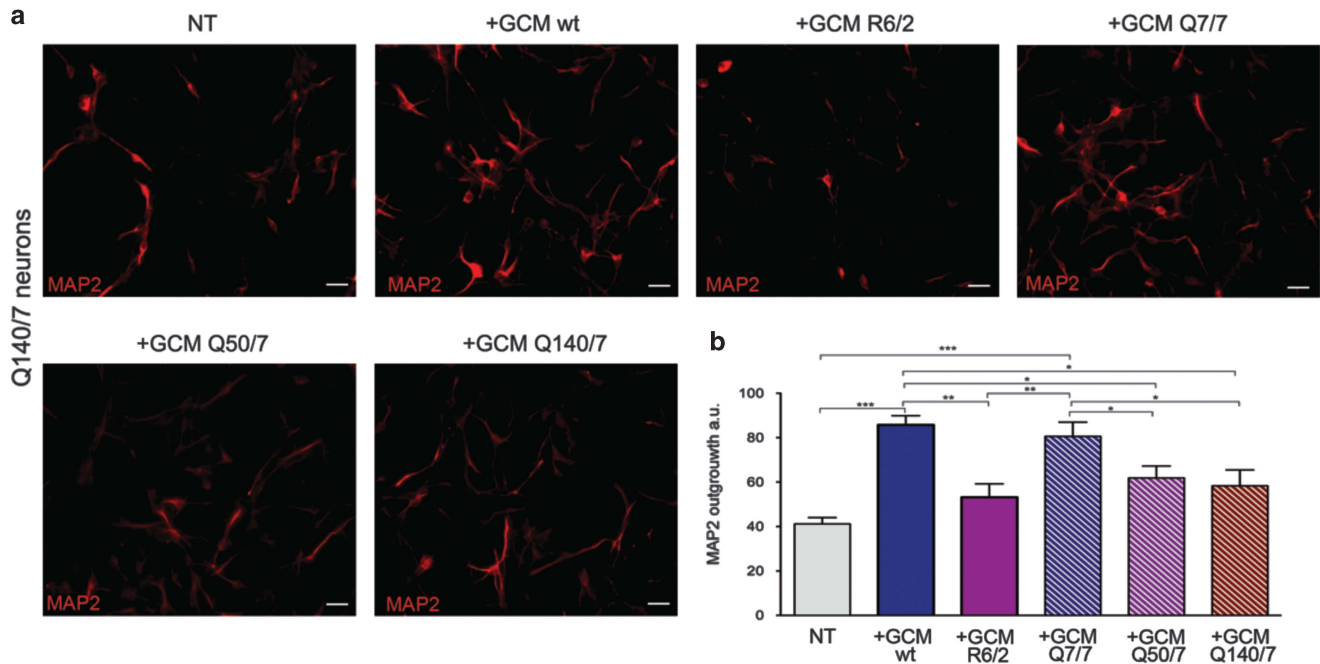 a
NT
+GCM wt
+GCM R6/2
+GCM Q7/7
Q140/7 neurons
MAP2
MAP2
MAP2
MAP2
+GCM Q50/7
+GCM Q140/7
MAP2
MAP2
b
***
*
*
**
***
**
*
*
MAP2 outgrouwth a.u.
100
80
60
40
20
0
NT
+GCM wt
+GCM R6/2
+GCM Q7/7
+GCM Q50/7
+GCM Q140/7